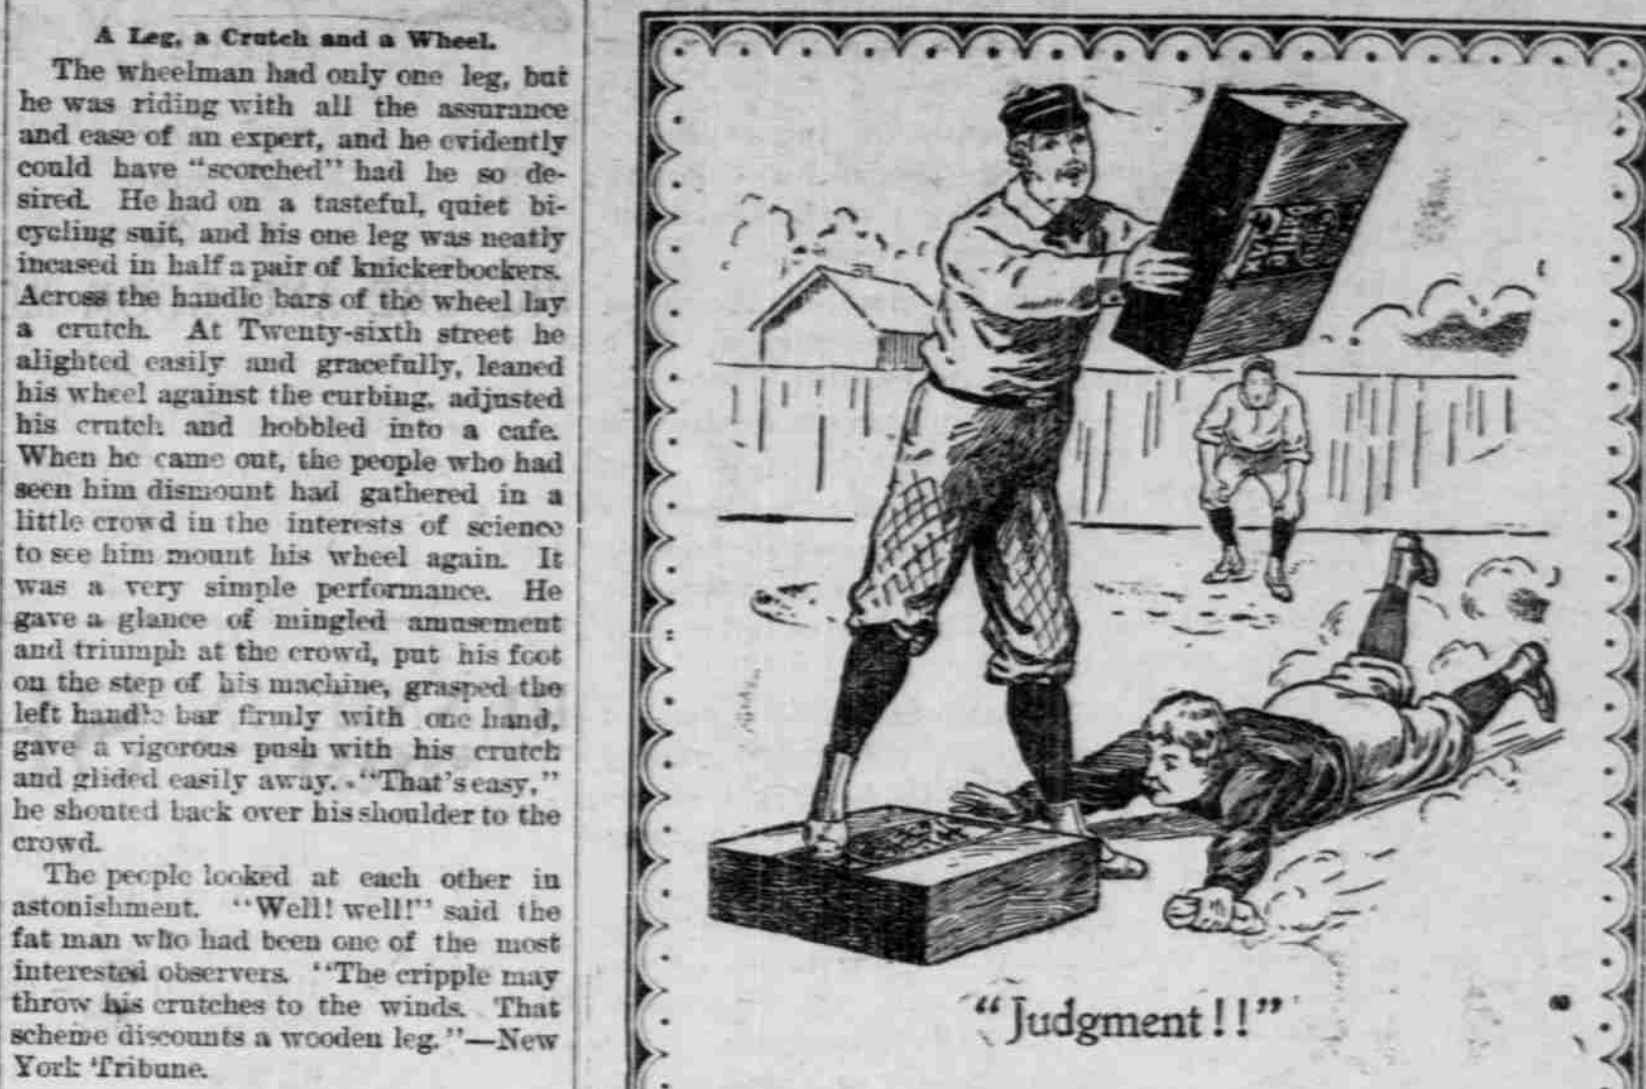 A Leg, a Crutch and a Wheel.
The wheelman had only one leg, but
he was riding with all the assurance
and ease of an expert, and he evidently
could have "scorched" had he so de-
sired. He had on a tasteful, quiet bi-
cycling suit, and his one leg was neatly
incased in half a pair of knickerbockers.
Across the handle bars of the wheel lay
a crutch. At Twenty-sixth street he
alighted easily and gracefully, leaned
his wheel against the curbing, adjusted
his crutch and hobbled into a cafe.
When he came out, the people who had
seen him dismount had gathered in a
little crowd in the interests of science
to see him mount his wheel again. It
was a very simple performance. He
gave a glance of mingled amusement
and triumph at the crowd, put his foot
on the step of his machine, grasped the
left handle bar firmly with one hand,
gave a vigorous push with his crutch
and glided easily away. "That's easy,"
he shouted back over his shoulder to the
crowd.
The people looked at each other in
astonishment. "Well! well!" said the
fat man who had been one of the most
interested observers. "The cripple may
throw his crutches to the winds. That
scheme discounts a wooden leg."—New
York Tribune.
"Judgment!!"